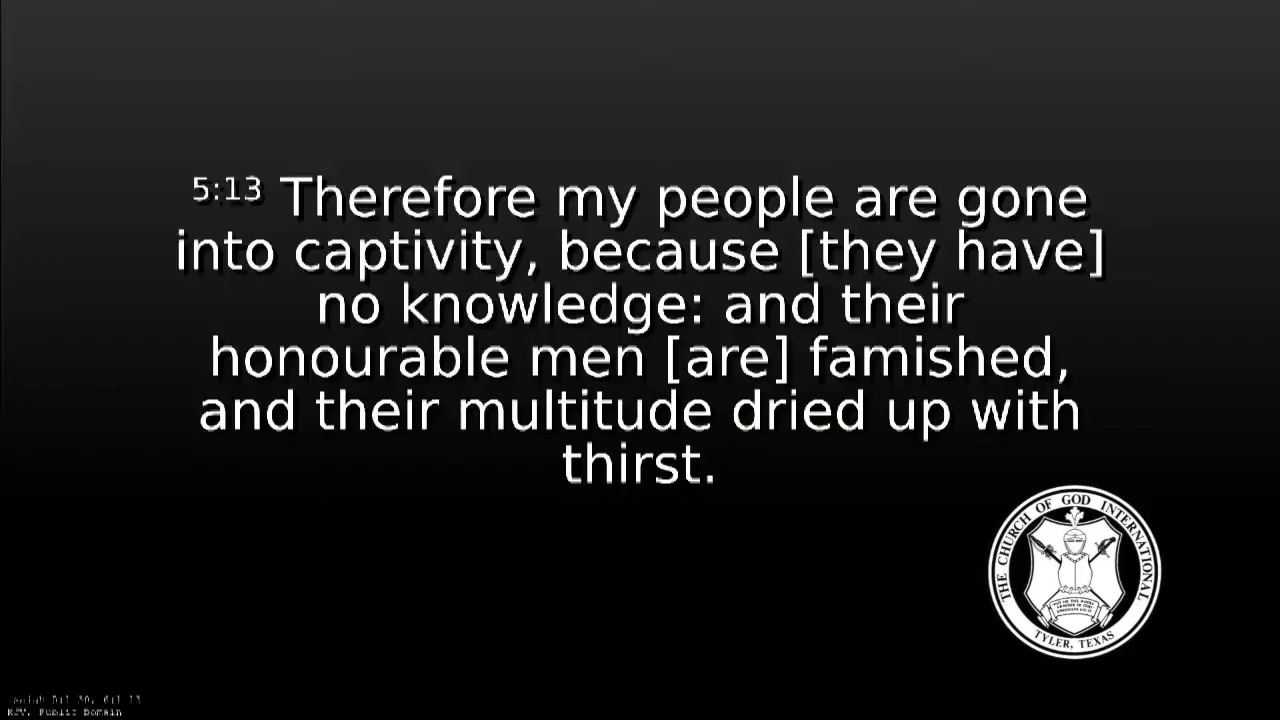 5:13 Therefore my people are gone
into captivity, because [they have]
no knowledge: and their
honourable men [are] famished,
and their multitude dried up with
thirst.
THE CHURCH OF GOD INTERNATIONAL
TYLER, TEXAS
KJV, Public Domain